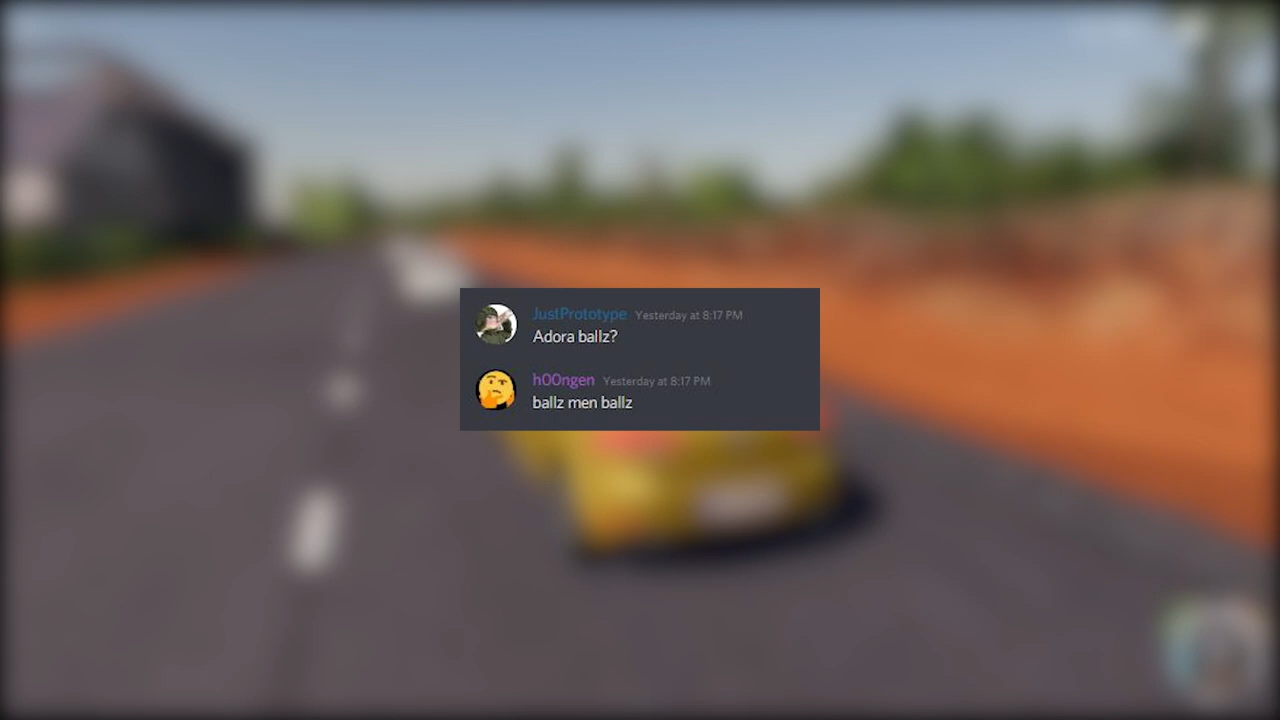 JustPrototype Yesterday at 8:17 PM
Adora ballz?
h00ngen Yesterday at 8:17 PM
ballz men ballz